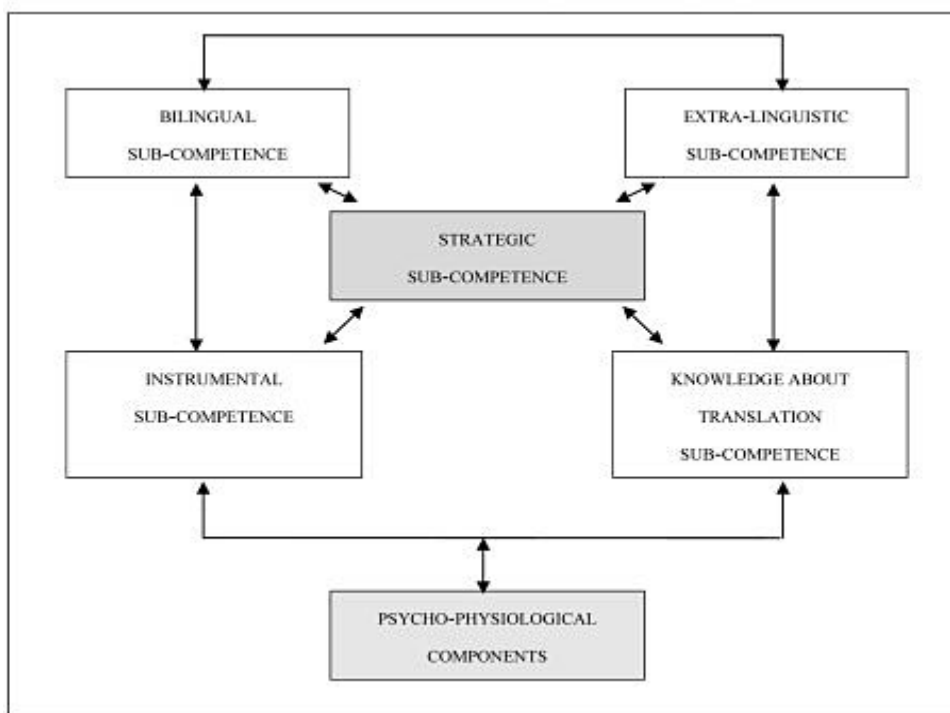 BILINGUAL
SUB-COMPETENCE
EXTRA-LINGUISTIC
SUB-COMPETENCE
STRATEGIC
SUB-COMPETENCE
INSTRUMENTAL
SUB-COMPETENCE
KNOWLEDGE ABOUT
TRANSLATION
SUB-COMPETENCE
PSYCHO-PHYSIOLOGICAL
COMPONENTS